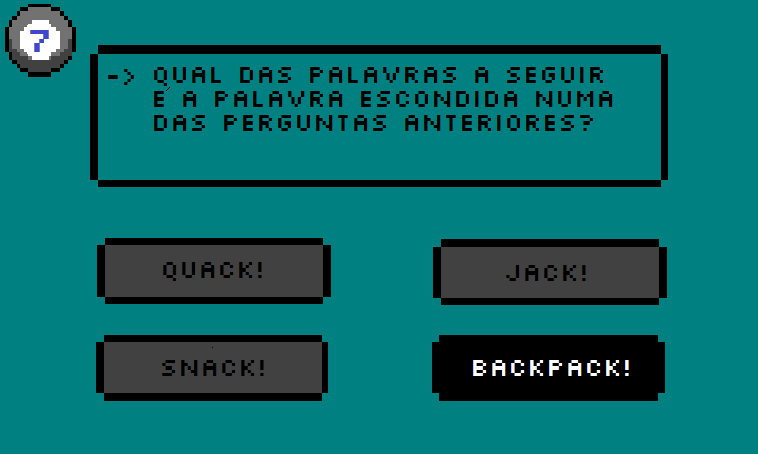 7
-> QUAL DAS PALAVRAS A SEGUIR
É A PALAVRA ESCONDIDA NUMA
DAS PERGUNTAS ANTERIORES?
QUACK!
JACK!
SNACK!
BACKPACK!